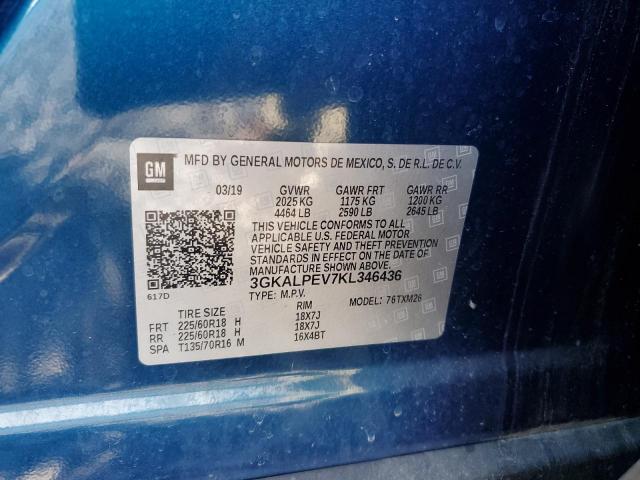 GM
MFD BY GENERAL MOTORS DE MEXICO, S. DE R.L. DE C.V.
03/19 GVWR GAWR FRT GAWR RR
2025 KG 1175 KG 1200 KG
4464 LB 2590 LB 2645 LB
THIS VEHICLE CONFORMS TO ALL
APPLICABLE U.S. FEDERAL MOTOR
VEHICLE SAFETY AND THEFT PREVENTION
STANDARDS IN EFFECT ON THE DATE OF
MANUFACTURE SHOWN ABOVE.
617D
3GKALPEV7KL346436
TYPE: M.P.V. MODEL: 76TXM26
TIRE SIZE RIM
FRT 225/60R18 H 18X7J
RR 225/60R18 H 18X7J
SPA T135/70R16 M 16X4BT